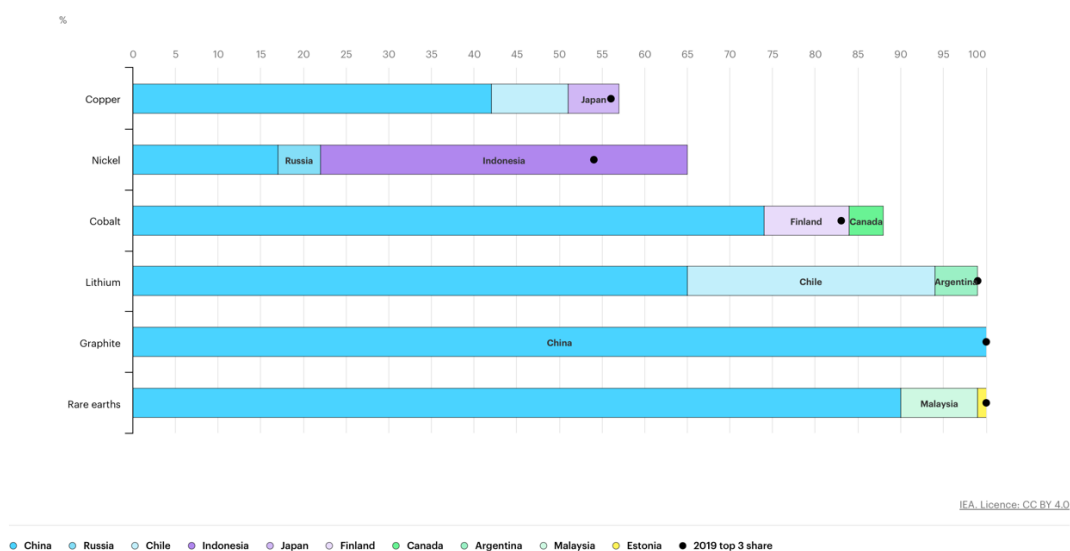 %
0 5 10 15 20 25 30 35 40 45 50 55 60 65 70 75 80 85 90 95 100
Copper Japan
Nickel Russia Indonesia
Cobalt Finland Canada
Lithium Chile Argentina
Graphite China
Rare earths Malaysia
IEA. Licence: CC BY 4.0
China Russia Chile Indonesia Japan Finland Canada Argentina Malaysia Estonia 2019 top 3 share